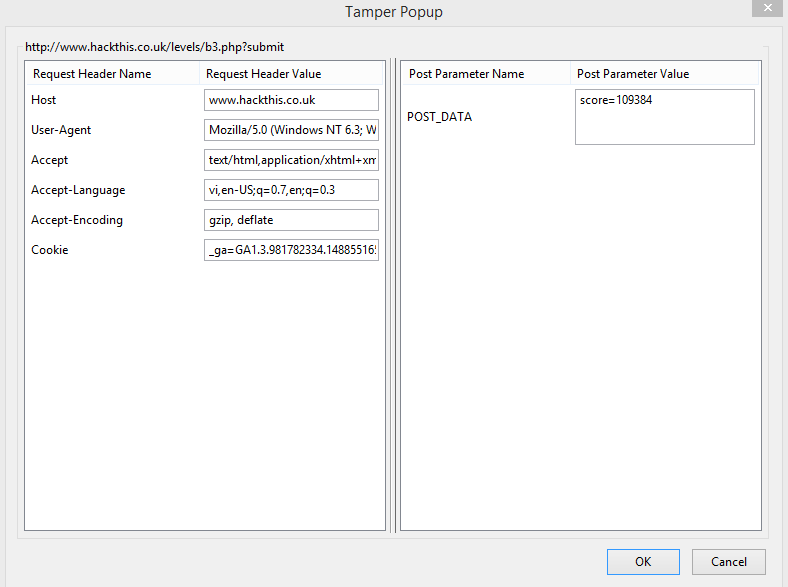 Tamper Popup
http://www.hackthis.co.uk/levels/b3.php?submit
Request Header Name Request Header Value
Host www.hackthis.co.uk
User-Agent Mozilla/5.0 (Windows NT 6.3; W
Accept text/html,application/xhtml+xm
Accept-Language vi,en-US;q=0.7,en;q=0.3
Accept-Encoding gzip, deflate
Cookie _ga=GA1.3.981782334.148855165
Post Parameter Name Post Parameter Value
POST_DATA score=109384
OK Cancel